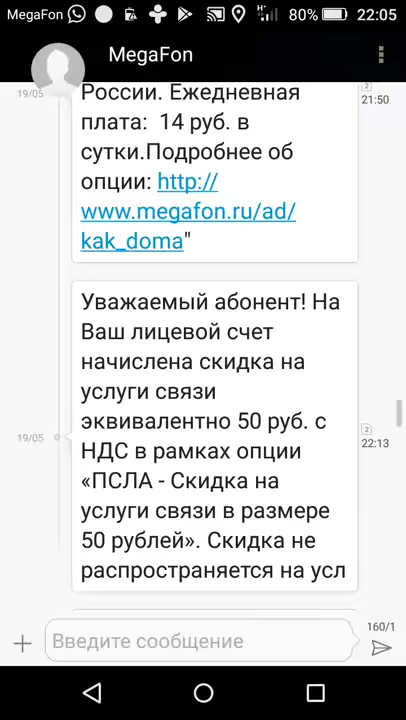 MegaFon 80% 22:05
MegaFon
19/05
России. Ежедневная
2
21:50
плата: 14 руб. в
сутки.Подробнее об
опции: http://
www.megafon.ru/ad/
kak_doma"
Уважаемый абонент! На
Ваш лицевой счет
начислена скидка на
услуги связи
эквивалентно 50 руб. с
2
19/05
НДС в рамках опции
22:13
«ПСЛА - Скидка на
услуги связи в размере
50 рублей». Скидка не
распространяется на усл
160/1
Введите сообщение